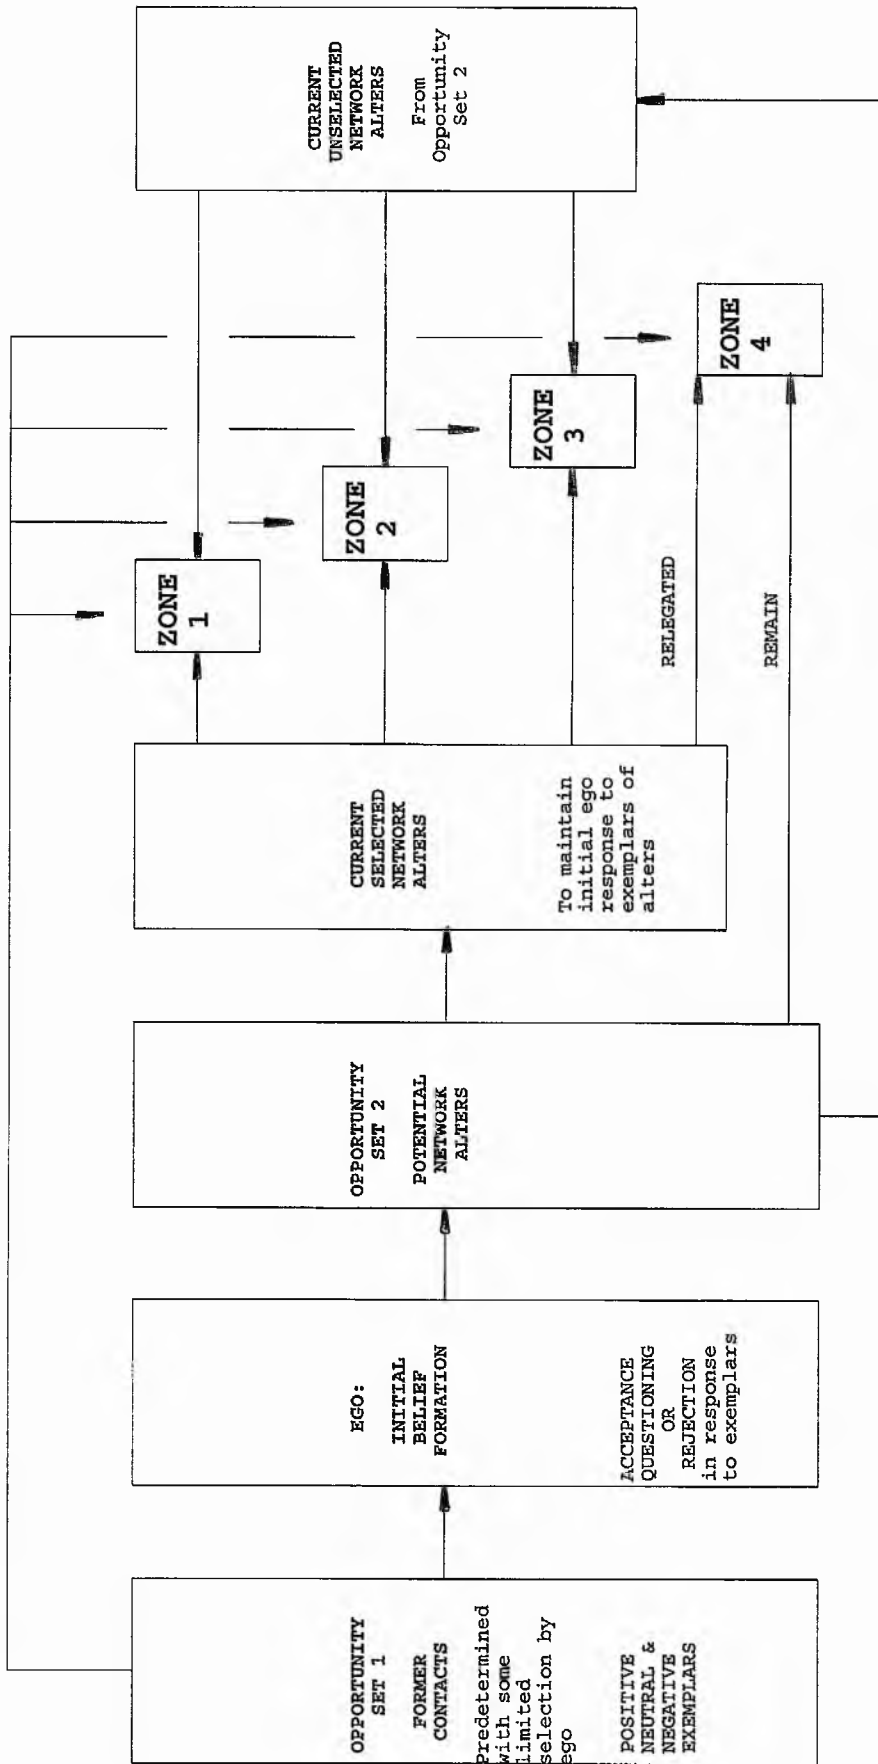 OPPORTUNITY
SET 1
FORMER
CONTACTS
Predetermined
with some
limited
selection by
ego
POSITIVE
NEUTRAL &
NEGATIVE
EXEMPLARS
EGO:
INITIAL
BELIEF
FORMATION
ACCEPTANCE
QUESTIONING
OR
REJECTION
in response
to exemplars
OPPORTUNITY
SET 2
POTENTIAL
NETWORK
ALTERS
CURRENT
SELECTED
NETWORK
ALTERS
To maintain
initial ego
response to
exemplars of
alters
RELEGATED
REMAIN
ZONE
1
ZONE
2
ZONE
3
ZONE
4
CURRENT
UNSELECTED
NETWORK
ALTERS
From
Opportunity
Set 2